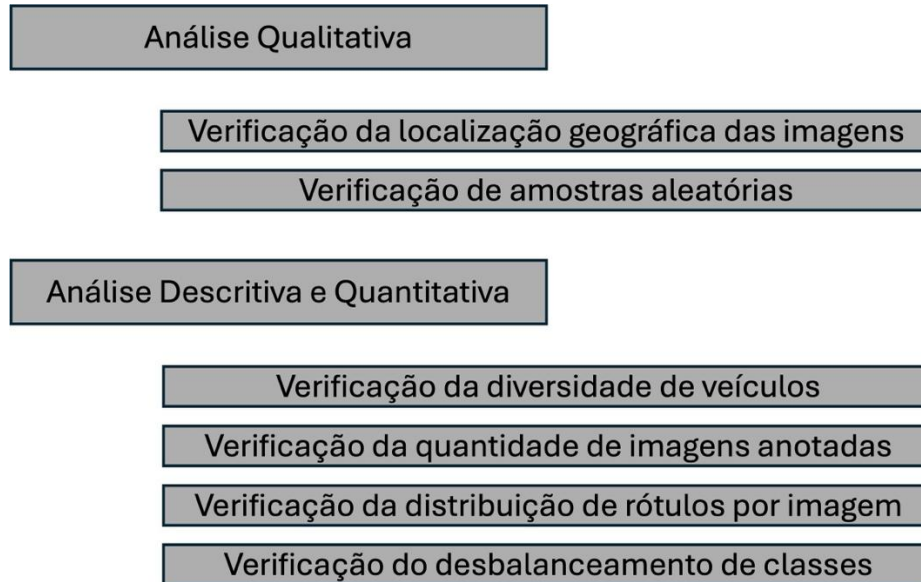 Análise Qualitativa
Verificação da localização geográfica das imagens
Verificação de amostras aleatórias
Análise Descritiva e Quantitativa
Verificação da diversidade de veículos
Verificação da quantidade de imagens anotadas
Verificação da distribuição de rótulos por imagem
Verificação do desbalanceamento de classes